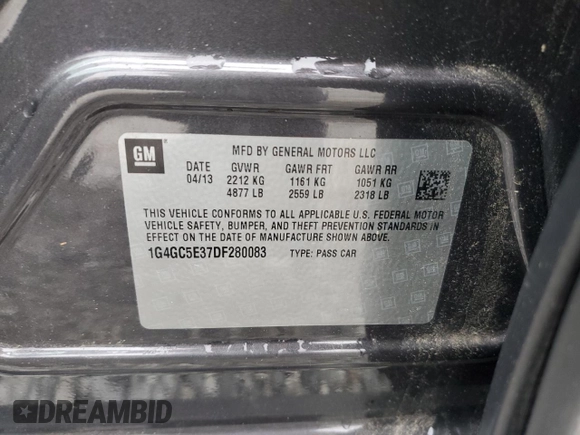 GM
MFD BY GENERAL MOTORS LLC
DATE GVWR GAWR FRT GAWR RR
04/13 2212 KG 1161 KG 1051 KG
4877 LB 2559 LB 2318 LB
THIS VEHICLE CONFORMS TO ALL APPLICABLE U.S. FEDERAL MOTOR
VEHICLE SAFETY, BUMPER, AND THEFT PREVENTION STANDARDS IN
EFFECT ON THE DATE OF MANUFACTURE SHOWN ABOVE.
1G4GC5E37DF280083 TYPE: PASS CAR
DREAMBID